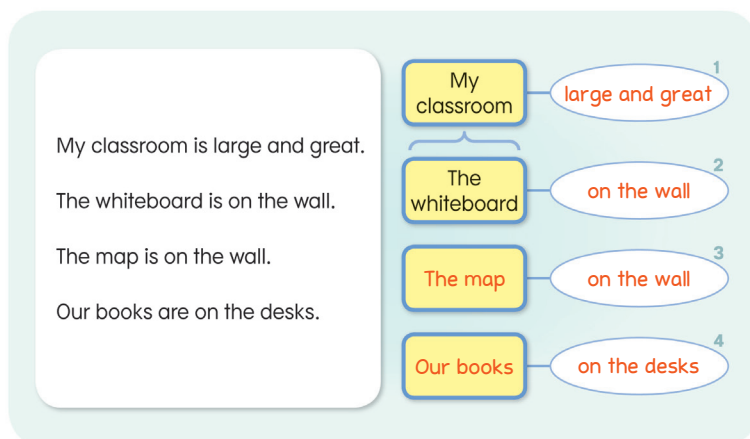 My classroom is large and great.
The whiteboard is on the wall.
The map is on the wall.
Our books are on the desks.
My
classroom
1
large and great
The
whiteboard
2
on the wall
The map
3
on the wall
Our books
4
on the desks